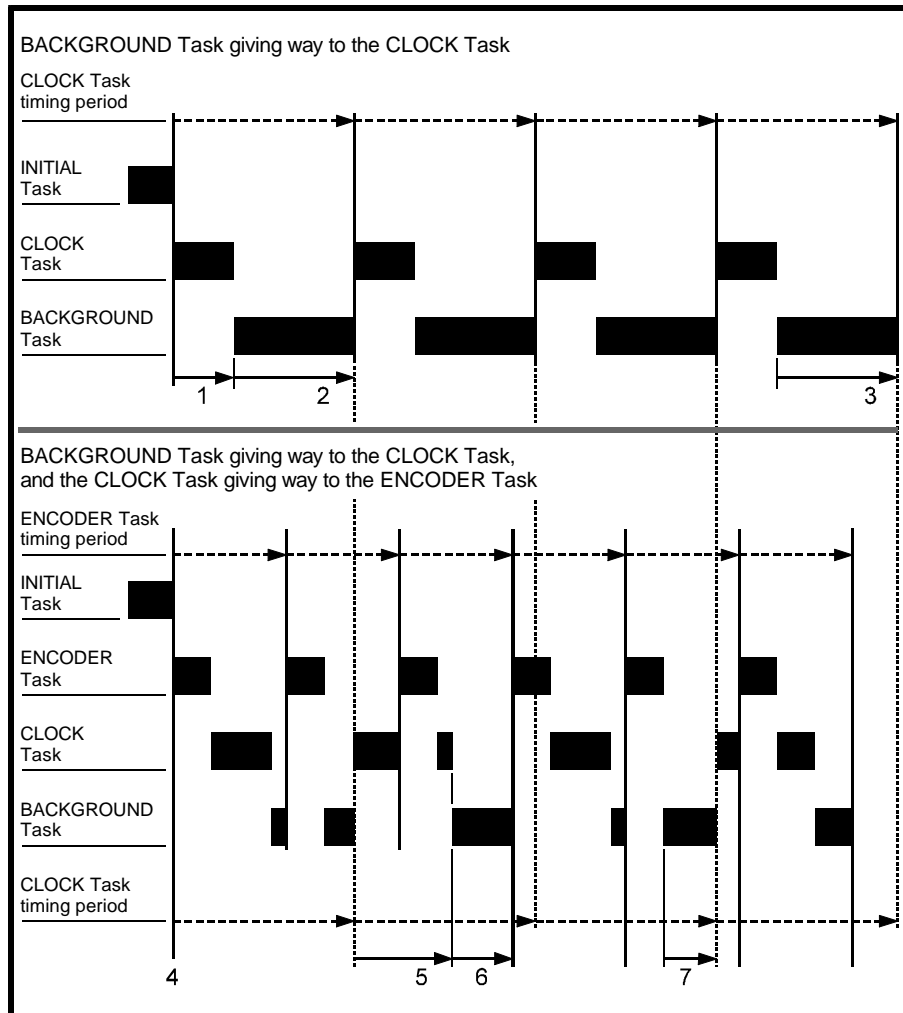 BACKGROUND Task giving way to the CLOCK Task
CLOCK Task
timing period
INITIAL
Task
CLOCK
Task
BACKGROUND
Task
1
2
3
BACKGROUND Task giving way to the CLOCK Task,
and the CLOCK Task giving way to the ENCODER Task
ENCODER Task
timing period
INITIAL
Task
ENCODER
Task
CLOCK
Task
BACKGROUND
Task
CLOCK Task
timing period
4
5
6
7